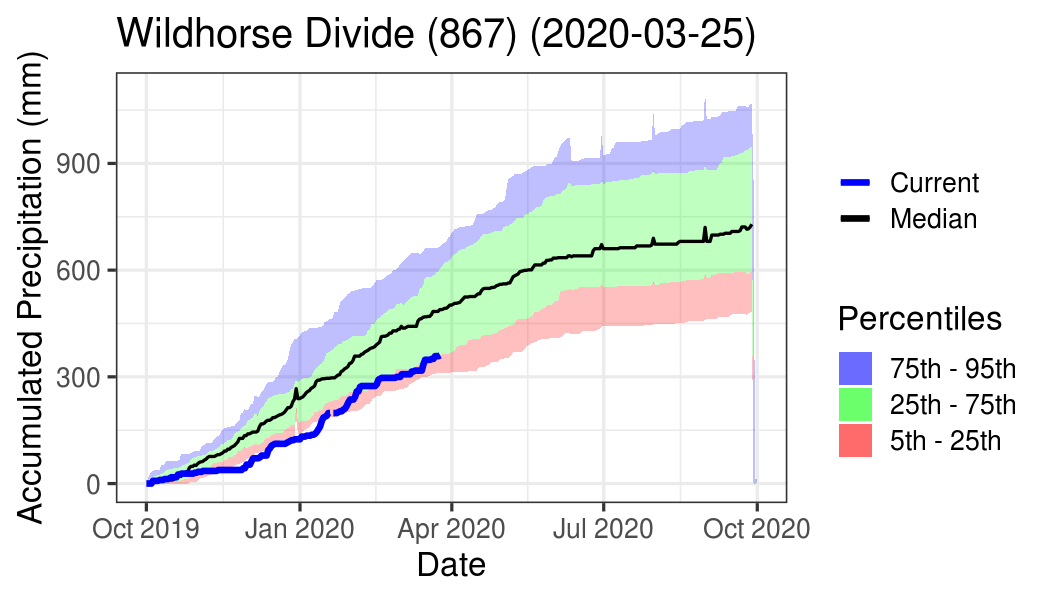 Wildhorse Divide (867) (2020-03-25)
Accumulated Precipitation (mm)
900
600
300
0
Oct 2019
Jan 2020
Apr 2020
Jul 2020
Oct 2020
Date
Current
Median
Percentiles
75th - 95th
25th - 75th
5th - 25th